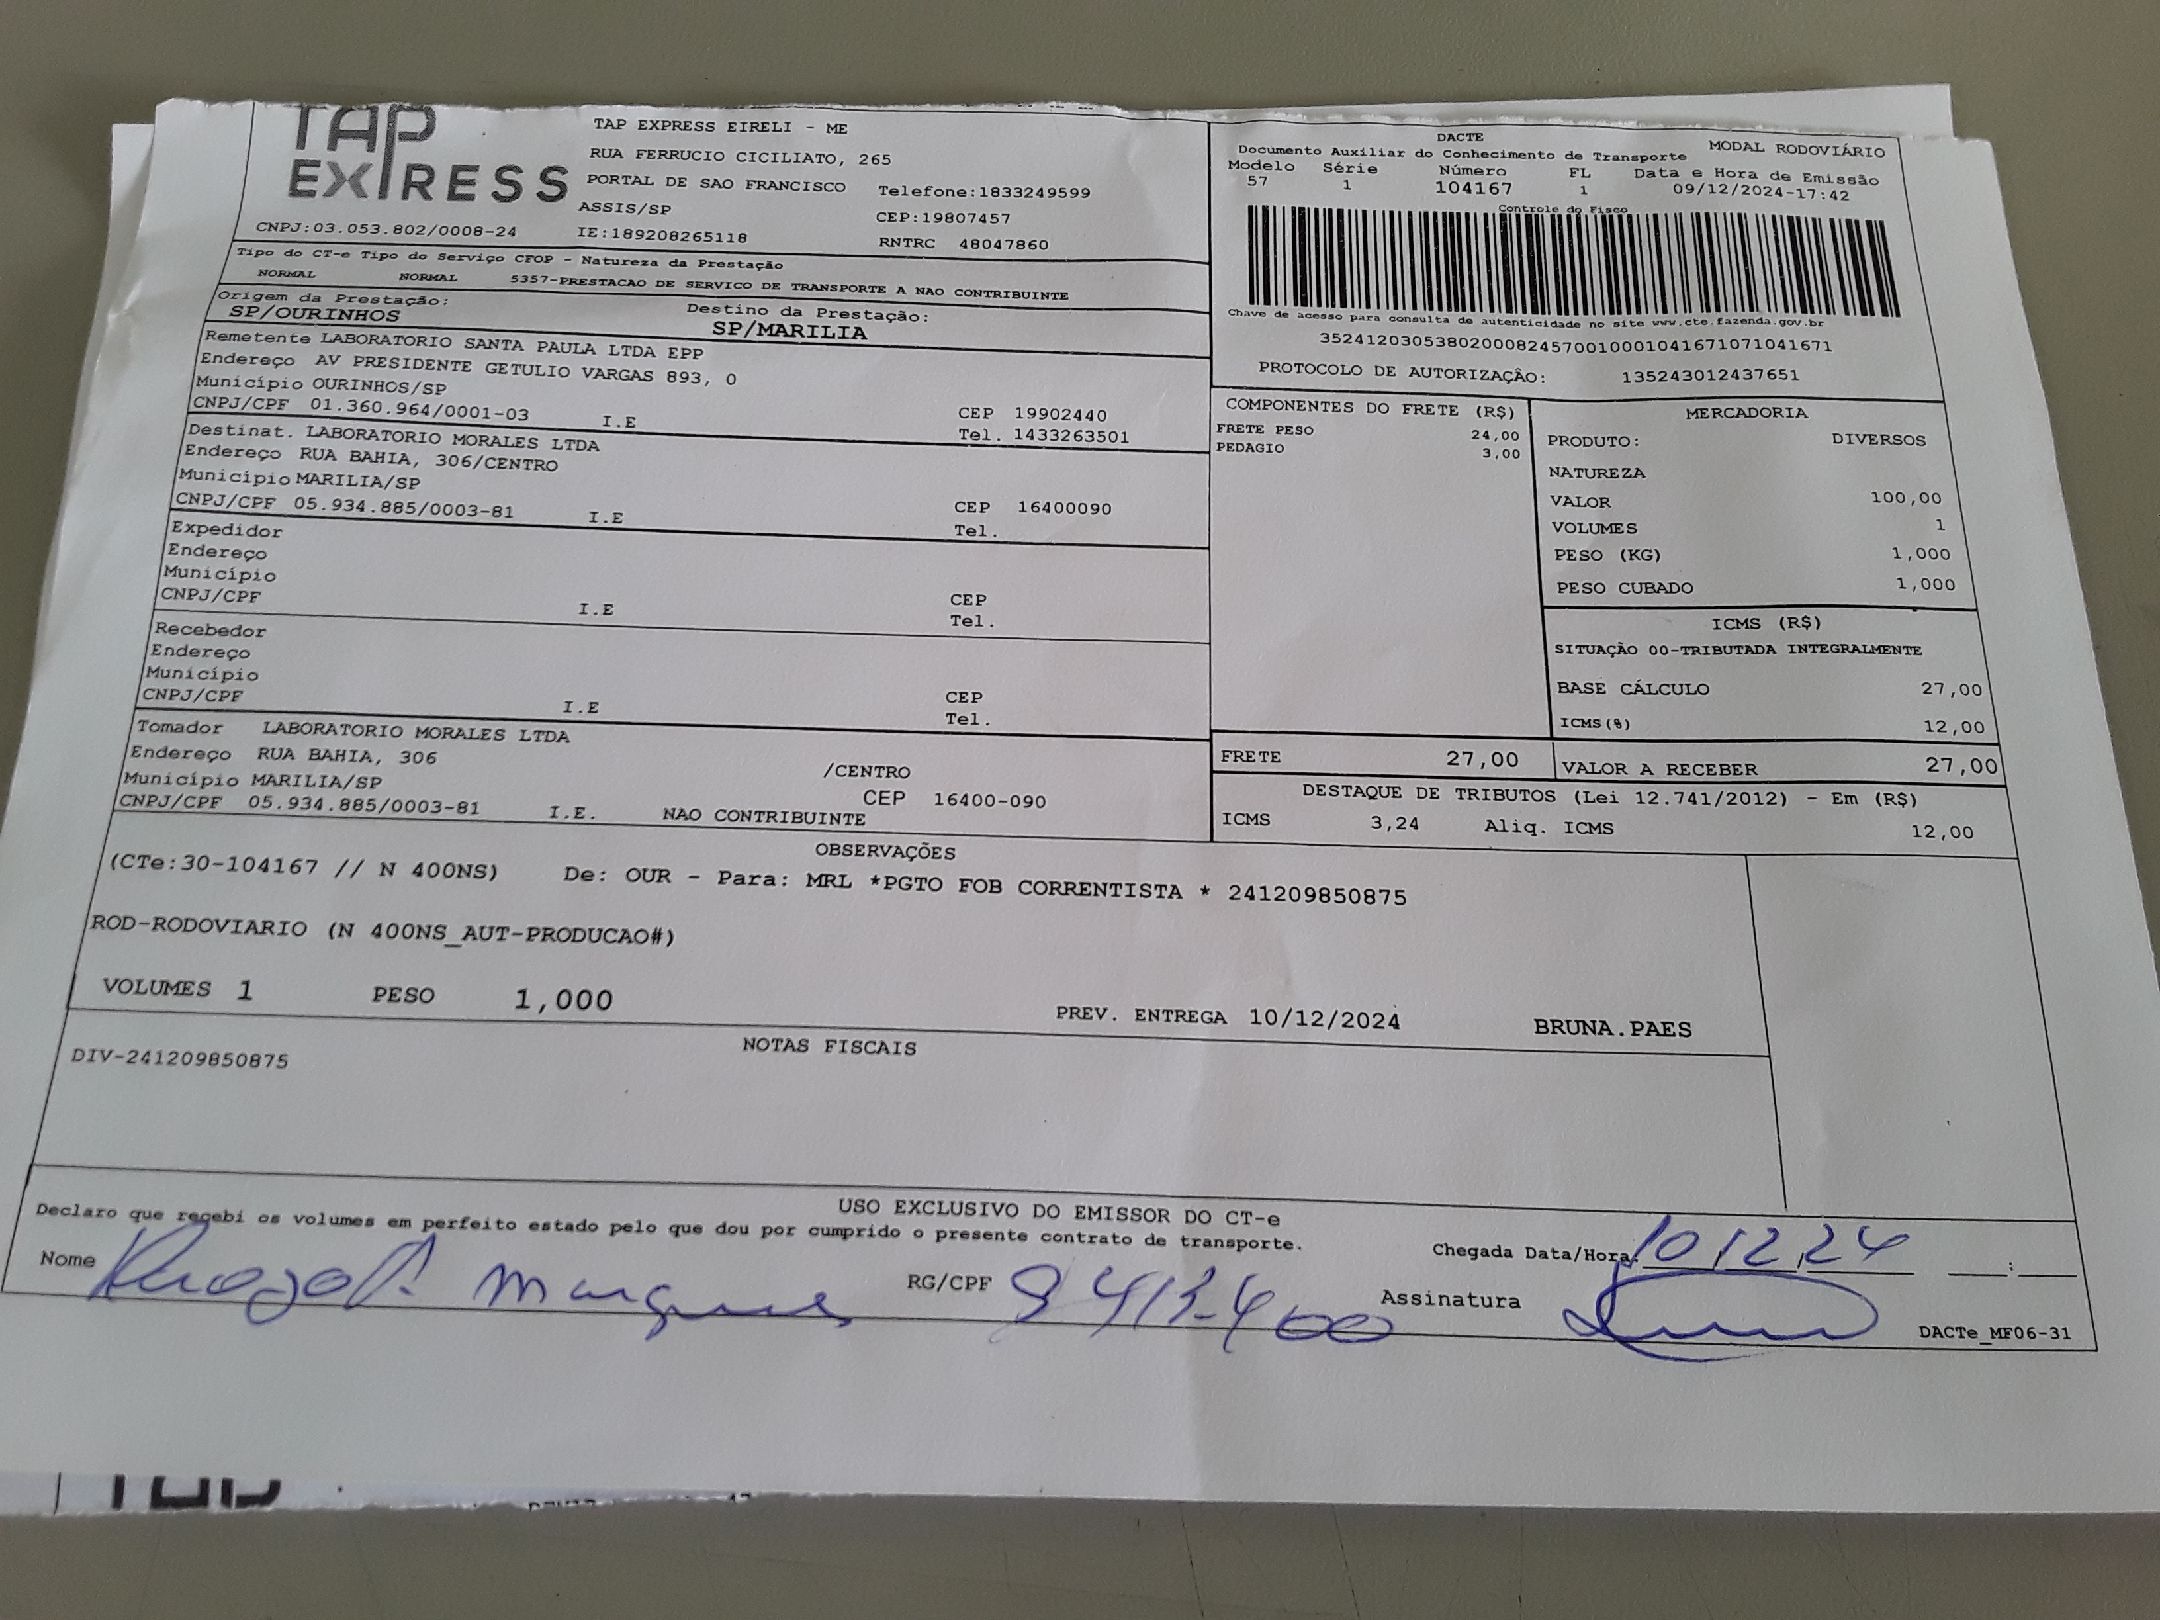 TAP EXPRESS
TAP EXPRESS EIRELI - ME
RUA FERRUCIO CICILIATO, 265
PORTAL DE SAO FRANCISCO Telefone:1833249599
ASSIS/SP CEP:19807457
CNPJ:03.053.802/0008-24 IE:189208265118 RNTRC 48047860
Tipo do CT-e Tipo do Serviço CFOP - Natureza da Prestação
NORMAL NORMAL 5357-PRESTACAO DE SERVICO DE TRANSPORTE A NAO CONTRIBUINTE
Origem da Prestação: Destino da Prestação:
SP/OURINHOS SP/MARILIA
Remetente LABORATORIO SANTA PAULA LTDA EPP
Endereço AV PRESIDENTE GETULIO VARGAS 893, 0
Município OURINHOS/SP CEP 19902440
CNPJ/CPF 01.360.964/0001-03 I.E Tel. 1433263501
Destinat. LABORATORIO MORALES LTDA
Endereço RUA BAHIA, 306/CENTRO
Município MARILIA/SP CEP 16400090
CNPJ/CPF 05.934.885/0003-81 I.E Tel.
Expedidor
Endereço
Município CEP
CNPJ/CPF I.E Tel.
Recebedor
Endereço
Município CEP
CNPJ/CPF I.E Tel.
Tomador LABORATORIO MORALES LTDA
Endereço RUA BAHIA, 306 /CENTRO
Município MARILIA/SP CEP 16400-090
CNPJ/CPF 05.934.885/0003-81 I.E. NAO CONTRIBUINTE
DACTE MODAL RODOVIÁRIO
Documento Auxiliar do Conhecimento de Transporte
Modelo Série Número FL Data e Hora de Emissão
57 1 104167 1 09/12/2024-17:42
Controle do Fisco
Chave de acesso para consulta de autenticidade no site www.cte.fazenda.gov.br
35241203053802000824570010001041671071041671
PROTOCOLO DE AUTORIZAÇÃO: 135243012437651
COMPONENTES DO FRETE (R$)
FRETE PESO 24,00
PEDAGIO 3,00
MERCADORIA
PRODUTO: DIVERSOS
NATUREZA
VALOR 100,00
VOLUMES 1
PESO (KG) 1,000
PESO CUBADO 1,000
ICMS (R$)
SITUAÇÃO 00-TRIBUTADA INTEGRALMENTE
BASE CÁLCULO 27,00
ICMS(%) 12,00
FRETE 27,00 VALOR A RECEBER 27,00
DESTAQUE DE TRIBUTOS (Lei 12.741/2012) - Em (R$)
ICMS 3,24 Aliq. ICMS 12,00
OBSERVAÇÕES
(CTe:30-104167 // N 400NS) De: OUR - Para: MRL *PGTO FOB CORRENTISTA * 241209850875
ROD-RODOVIARIO (N 400NS_AUT-PRODUCAO#)
VOLUMES 1 PESO 1,000 PREV. ENTREGA 10/12/2024 BRUNA.PAES
NOTAS FISCAIS
DIV-241209850875
USO EXCLUSIVO DO EMISSOR DO CT-e
Declaro que recebi os volumes em perfeito estado pelo que dou por cumprido o presente contrato de transporte.
Nome Marques RG/CPF Chegada Data/Hora: 10 12 24 :
Assinatura
DACTe_MF06-31